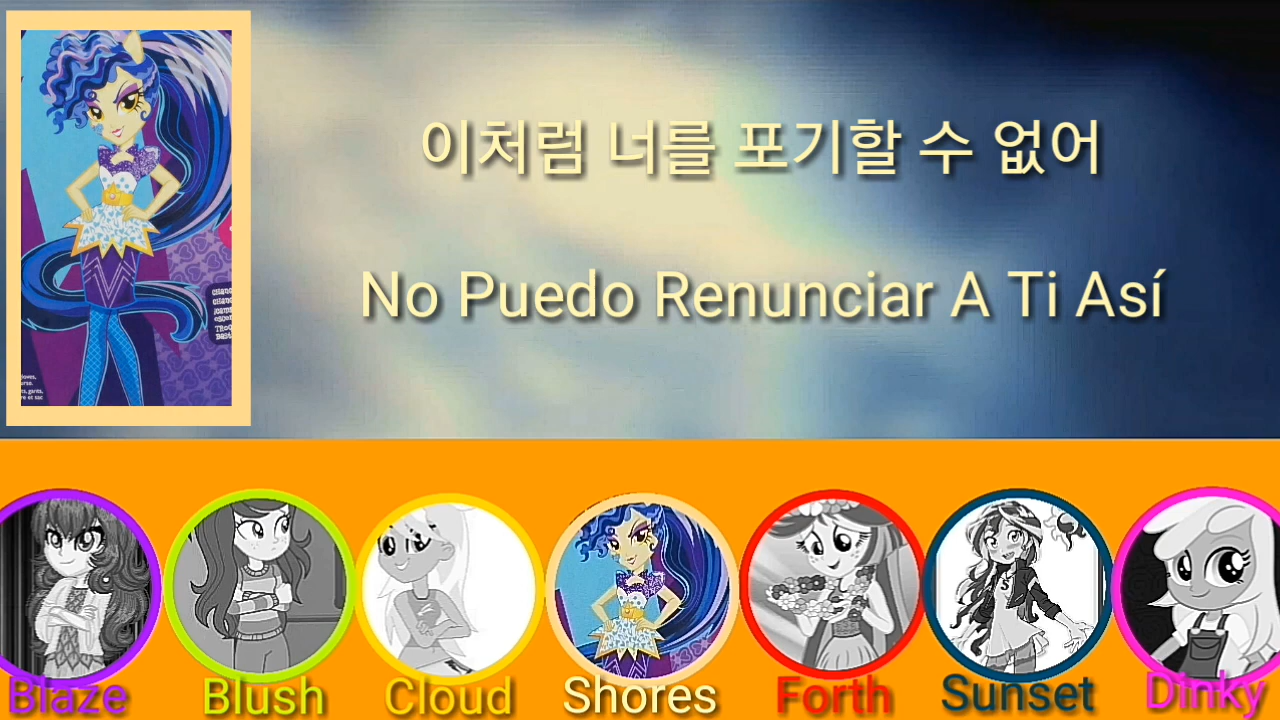 이처럼 너를 포기할 수 없어
No Puedo Renunciar A Ti Así
Blaze
Blush
Cloud
Shores
Forth
Sunset
Dinky